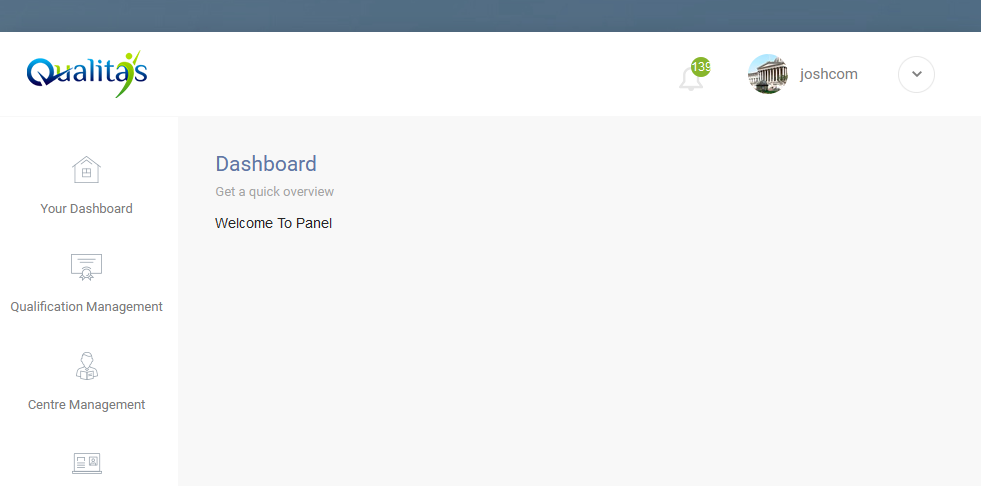 Qualitas
139
joshcom
Dashboard
Get a quick overview
Welcome To Panel
Your Dashboard
Qualification Management
Centre Management